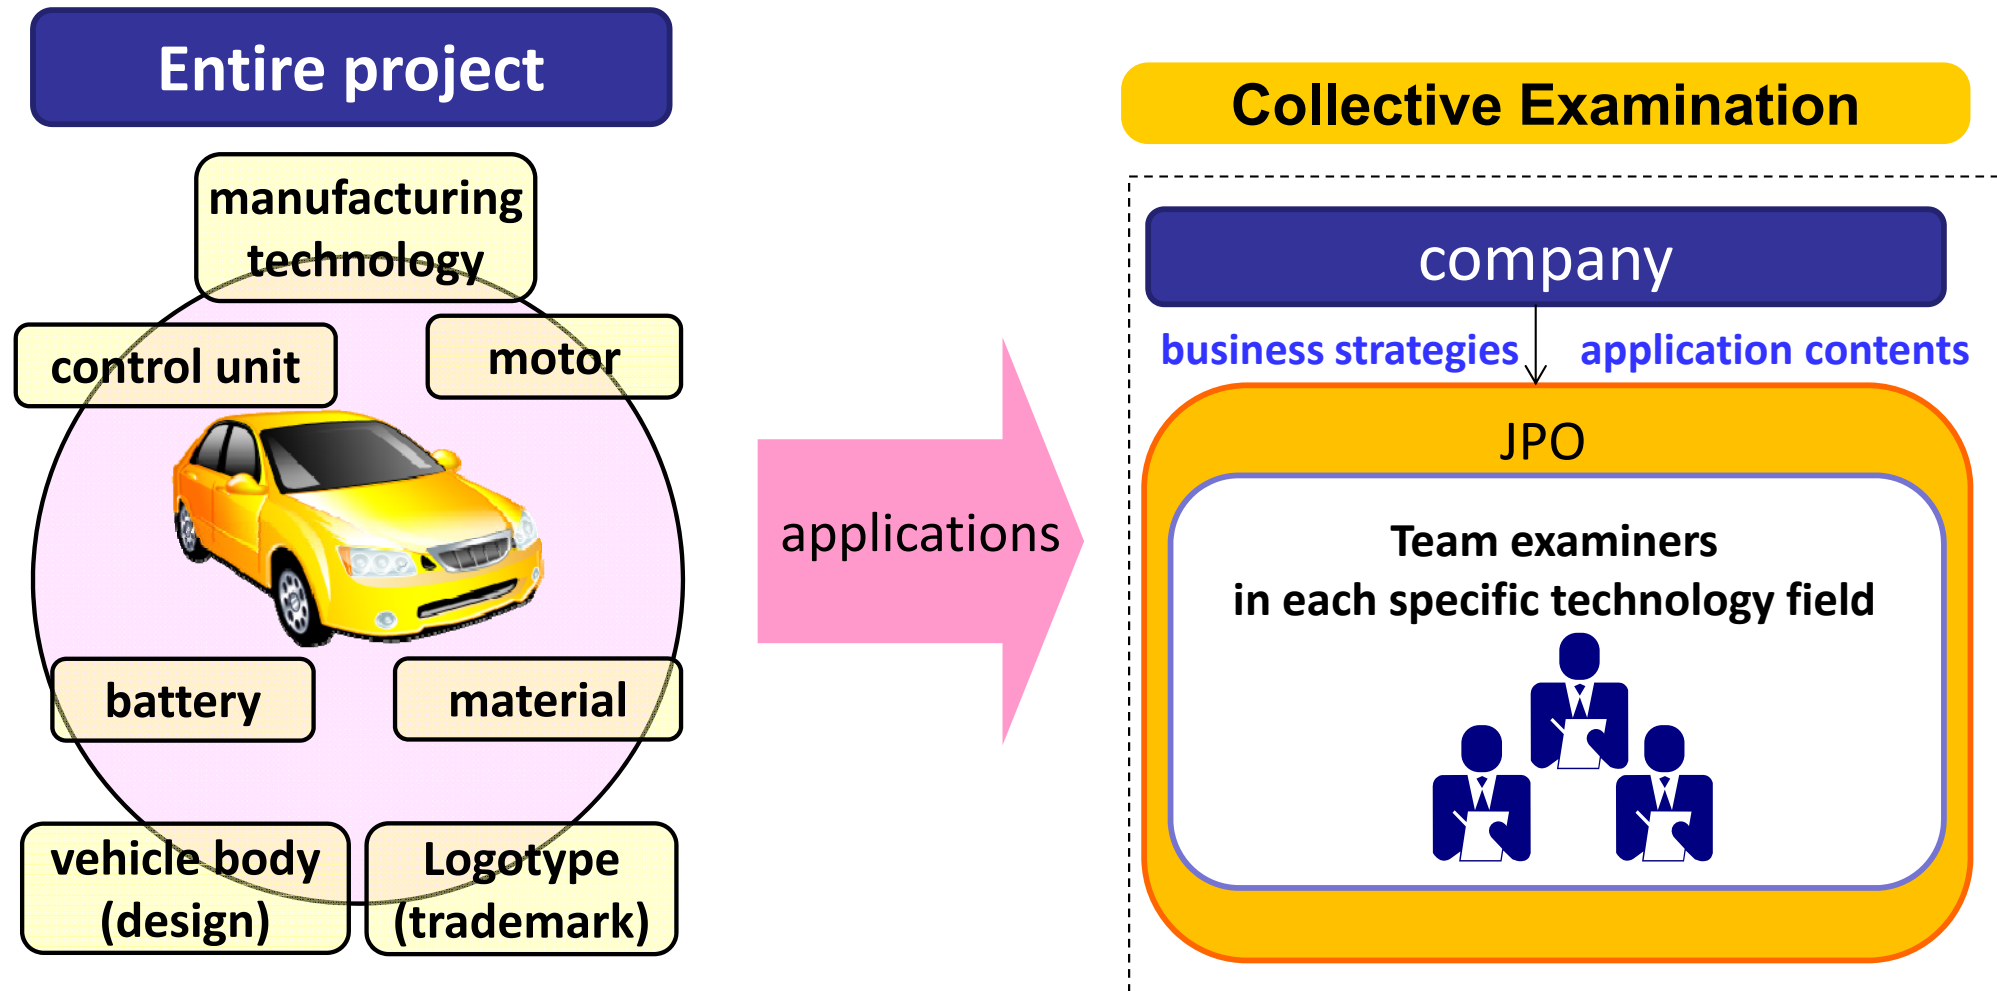 Entire project
manufacturing
technology
control unit
motor
battery
material
vehicle body
(design)
Logotype
(trademark)
applications
Collective Examination
company
business strategies
application contents
JPO
Team examiners
in each specific technology field